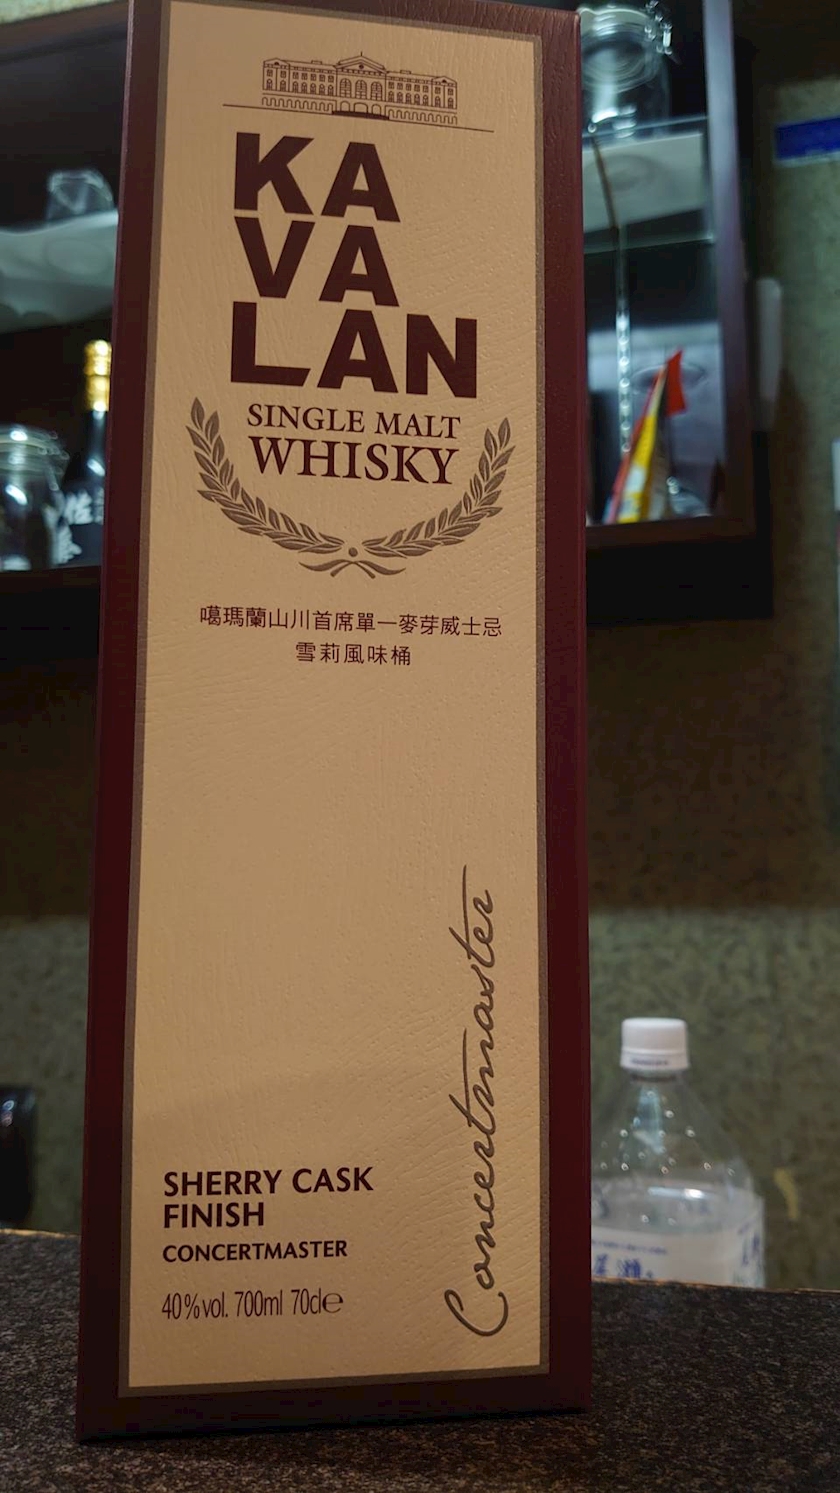 KA
VA
LAN
SINGLE MALT
WHISKY
噶瑪蘭山川首席單一麥芽威士忌
雪莉風味桶
Concertmaster
SHERRY CASK
FINISH
CONCERTMASTER
40%vol. 700ml 70cl℮